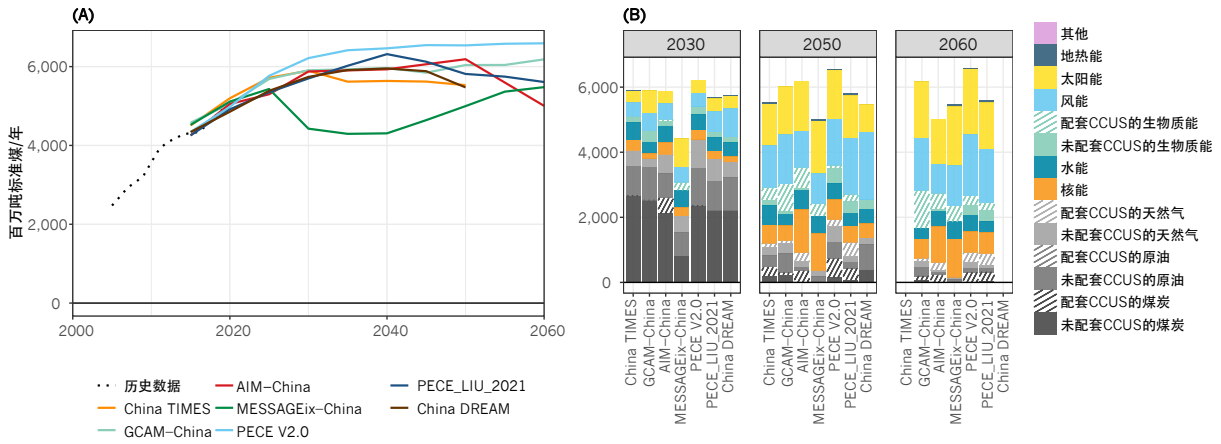 (A)
百万吨标准煤/年
6,000
4,000
2,000
0
2000
2020
2040
2060
历史数据
AIM–China
PECE_LIU_2021
China TIMES
MESSAGEix–China
China DREAM
GCAM–China
PECE V2.0
(B)
2030
2050
2060
6,000
4,000
2,000
0
China TIMES
GCAM–China
AIM–China
MESSAGEix–China
PECE V2.0
PECE_LIU_2021
China DREAM
China TIMES
GCAM–China
AIM–China
MESSAGEix–China
PECE V2.0
PECE_LIU_2021
China DREAM
China TIMES
GCAM–China
AIM–China
MESSAGEix–China
PECE V2.0
PECE_LIU_2021
China DREAM
其他
地热能
太阳能
风能
配套CCUS的生物质能
未配套CCUS的生物质能
水能
核能
配套CCUS的天然气
未配套CCUS的天然气
配套CCUS的原油
未配套CCUS的原油
配套CCUS的煤炭
未配套CCUS的煤炭